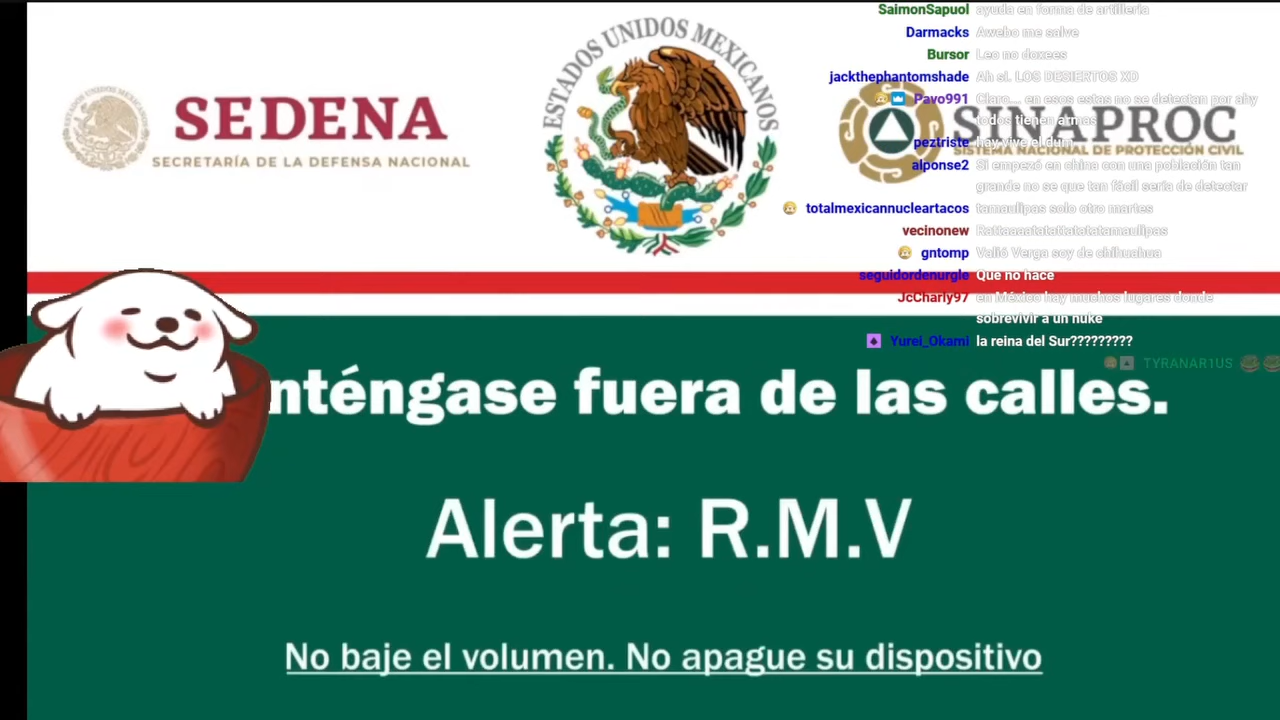 SEDENA
SECRETARÍA DE LA DEFENSA NACIONAL
ESTADOS UNIDOS MEXICANOS
SINAPROC
SISTEMA NACIONAL DE PROTECCIÓN CIVIL
SaimonSapuol ayuda en forma de artillería
Darmacks Awebo me salve
Bursor Leo no doxees
jackthephantomshade Ah si. LOS DESIERTOS XD
Pavo991 Claro.... en esos estas no se detectan por ahy
todos tienen armas
peztriste hay vive el dum
alponse2 Si empezó en china con una población tan
grande no se que tan fácil sería de detectar
totalmexicannucleartacos tamaulipas solo otro martes
vecinonew
gntomp Valió Verga soy de chihuahua
seguidordenurgle Que no hace
JcCharly97 en México hay muchos lugares donde
sobrevivir a un nuke
Yurei_Okami la reina del Sur?????????
TYRANAR1US
nténgase fuera de las calles.
Alerta: R.M.V
No baje el volumen. No apague su dispositivo